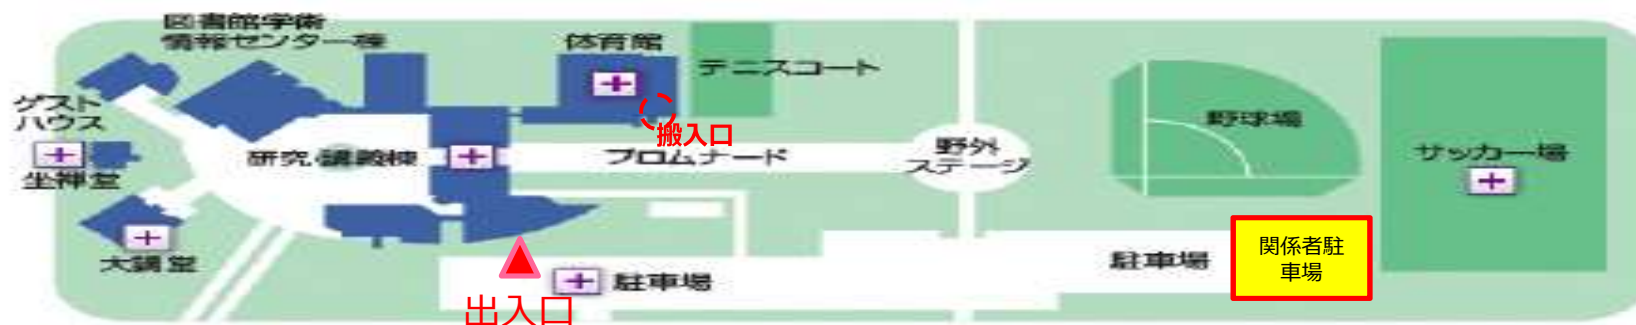 図書館学術
情報センター棟
体育館
テニスコート
ゲスト
ハウス
搬入口
野球場
研究・講義棟
プロムナード
野外
ステージ
サッカー場
坐禅堂
大講堂
関係者駐
車場
駐車場
駐車場
出入口